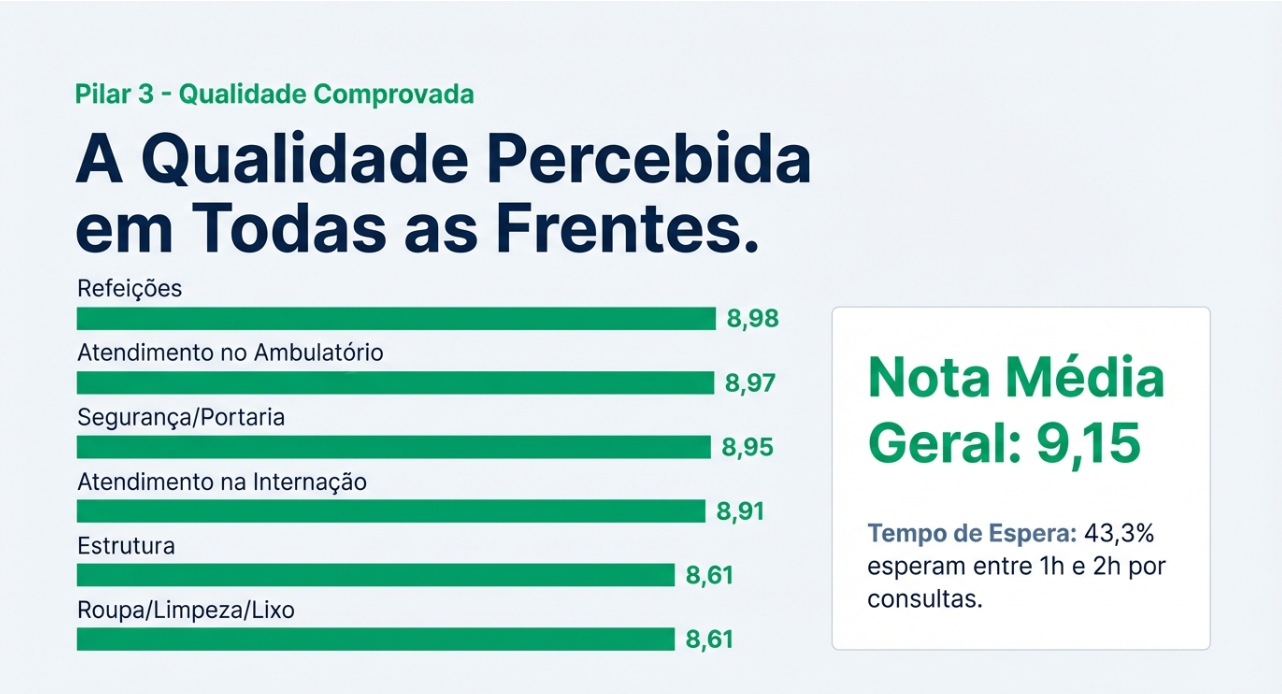 Pilar 3 - Qualidade Comprovada
A Qualidade Percebida
em Todas as Frentes.
Refeições
8,98
Atendimento no Ambulatório
8,97
Segurança/Portaria
8,95
Atendimento na Internação
8,91
Estrutura
8,61
Roupa/Limpeza/Lixo
8,61
Nota Média
Geral: 9,15
Tempo de Espera: 43,3%
esperam entre 1h e 2h por
consultas.